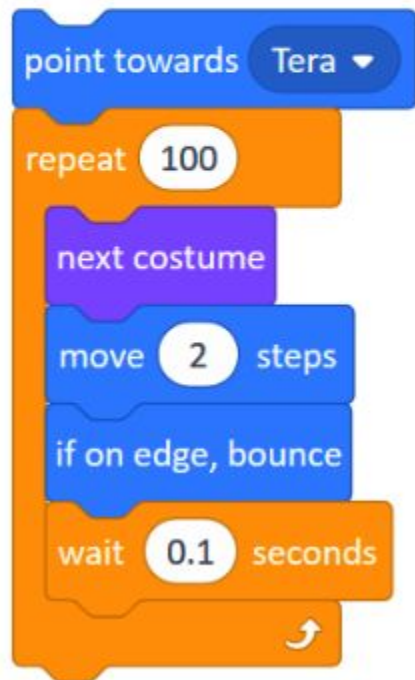 point towards Tera
repeat 100
next costume
move 2 steps
if on edge, bounce
wait 0.1 seconds